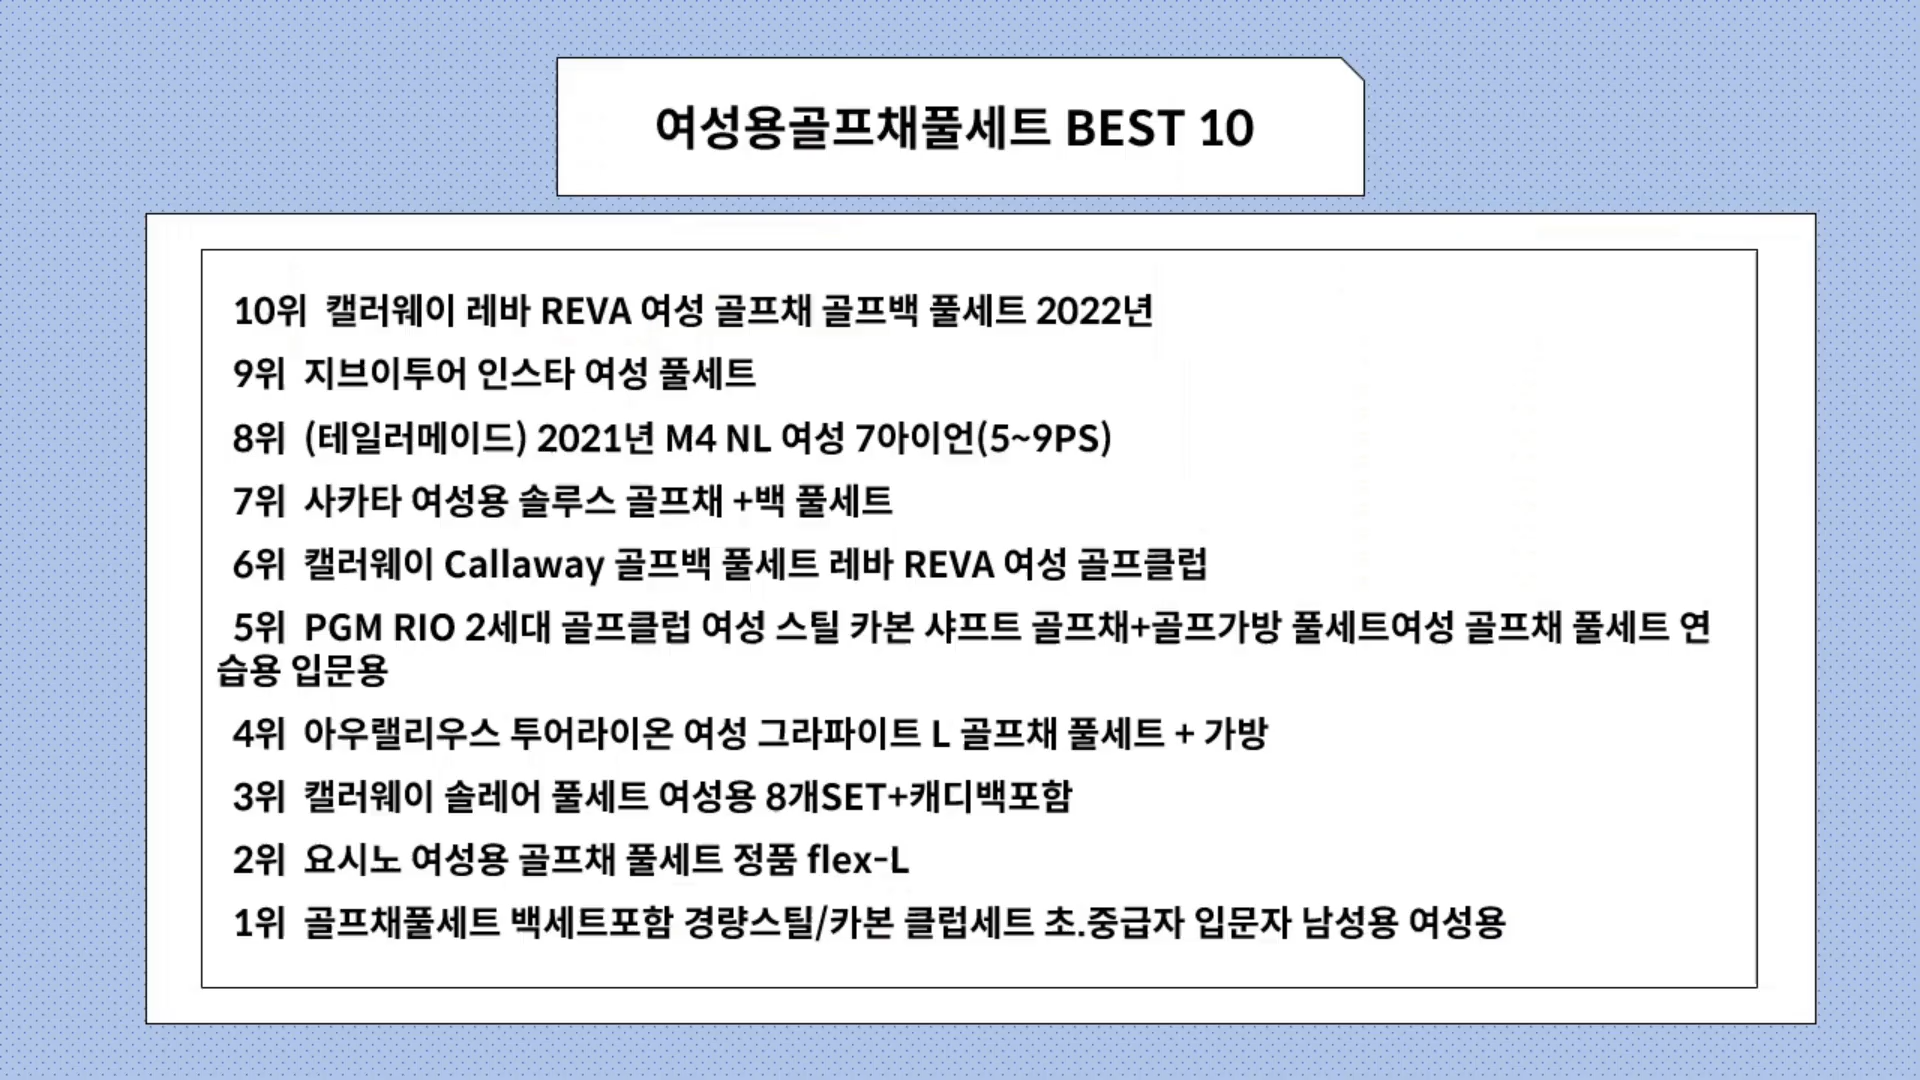 여성용골프채풀세트 BEST 10
10위 캘러웨이 레바 REVA 여성 골프채 골프백 풀세트 2022년
9위 지브이투어 인스타 여성 풀세트
8위 (테일러메이드) 2021년 M4 NL 여성 7아이언(5~9PS)
7위 사카타 여성용 솔루스 골프채 +백 풀세트
6위 캘러웨이 Callaway 골프백 풀세트 레바 REVA 여성 골프클럽
5위 PGM RIO 2세대 골프클럽 여성 스틸 카본 샤프트 골프채+골프가방 풀세트여성 골프채 풀세트 연
습용 입문용
4위 아우랠리우스 투어라이온 여성 그라파이트 L 골프채 풀세트 + 가방
3위 캘러웨이 솔레어 풀세트 여성용 8개SET+캐디백포함
2위 요시노 여성용 골프채 풀세트 정품 flex-L
1위 골프채풀세트 백세트포함 경량스틸/카본 클럽세트 초.중급자 입문자 남성용 여성용